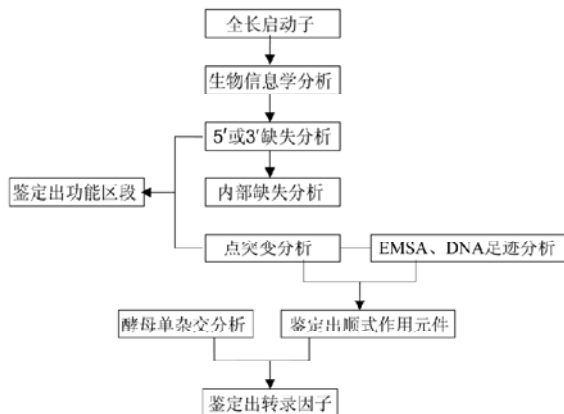 全长启动子
生物信息学分析
5′或3′缺失分析
鉴定出功能区段
内部缺失分析
点突变分析
EMSA、DNA足迹分析
酵母单杂变分析
鉴定出顺式作用元件
鉴定出转录因子